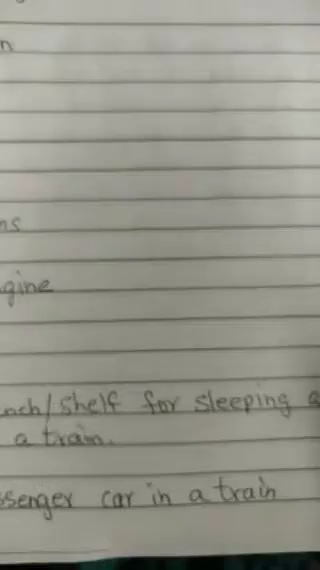 n
ns
gine
nch/shelf for sleeping
a train.
ssenger car in a train